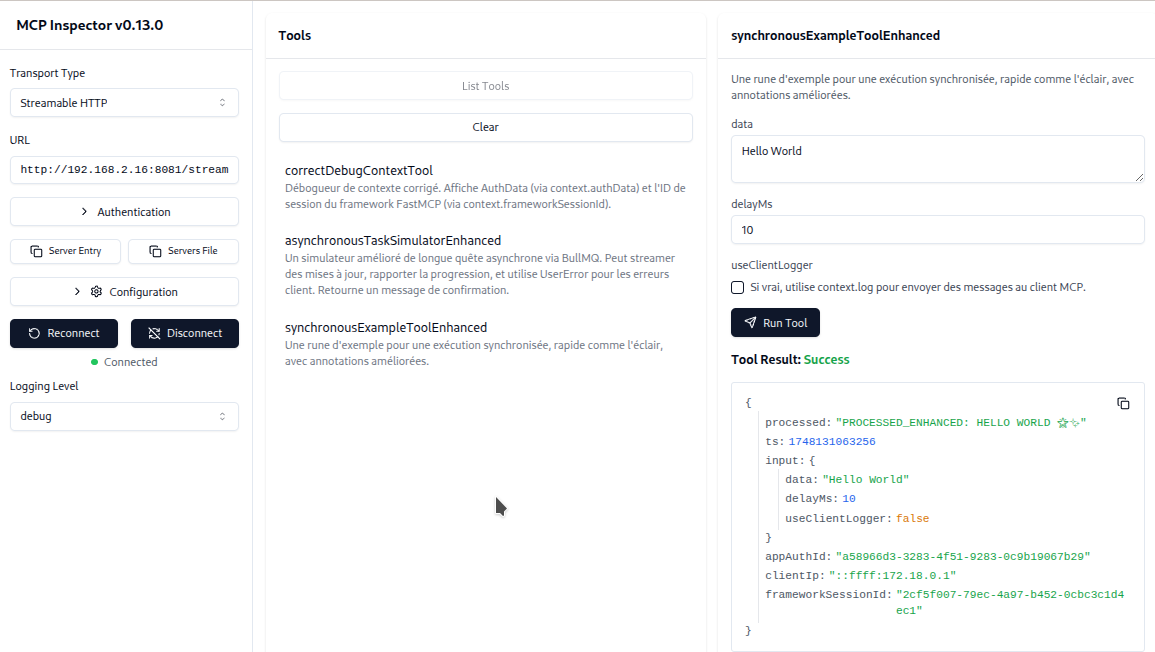 MCP Inspector v0.13.0
Transport Type
Streamable HTTP
URL
http://192.168.2.16:8081/stream
Authentication
Server Entry
Servers File
Configuration
Reconnect
Disconnect
Connected
Logging Level
debug
Tools
List Tools
Clear
correctDebugContextTool
Débogueur de contexte corrigé. Affiche AuthData (via context.authData) et l'ID de
session du framework FastMCP (via context.frameworkSessionId).
asynchronousTaskSimulatorEnhanced
Un simulateur amélioré de longue quête asynchrone via BullMQ. Peut streamer
des mises à jour, rapporter la progression, et utilise UserError pour les erreurs
client. Retourne un message de confirmation.
synchronousExampleToolEnhanced
Une rune d'exemple pour une exécution synchronisée, rapide comme l'éclair,
avec annotations améliorées.
synchronousExampleToolEnhanced
Une rune d'exemple pour une exécution synchronisée, rapide comme l'éclair, avec
annotations améliorées.
data
Hello World
delayMs
10
useClientLogger
Si vrai, utilise context.log pour envoyer des messages au client MCP.
Run Tool
Tool Result: Success
{
processed: "PROCESSED_ENHANCED: HELLO WORLD ☆✨"
ts: 1748131063256
input: {
data: "Hello World"
delayMs: 10
useClientLogger: false
}
appAuthId: "a58966d3-3283-4f51-9283-0c9b19067b29"
clientIp: "::ffff:172.18.0.1"
frameworkSessionId: "2cf5f007-79ec-4a97-b452-0cbc3c1d4
ec1"
}